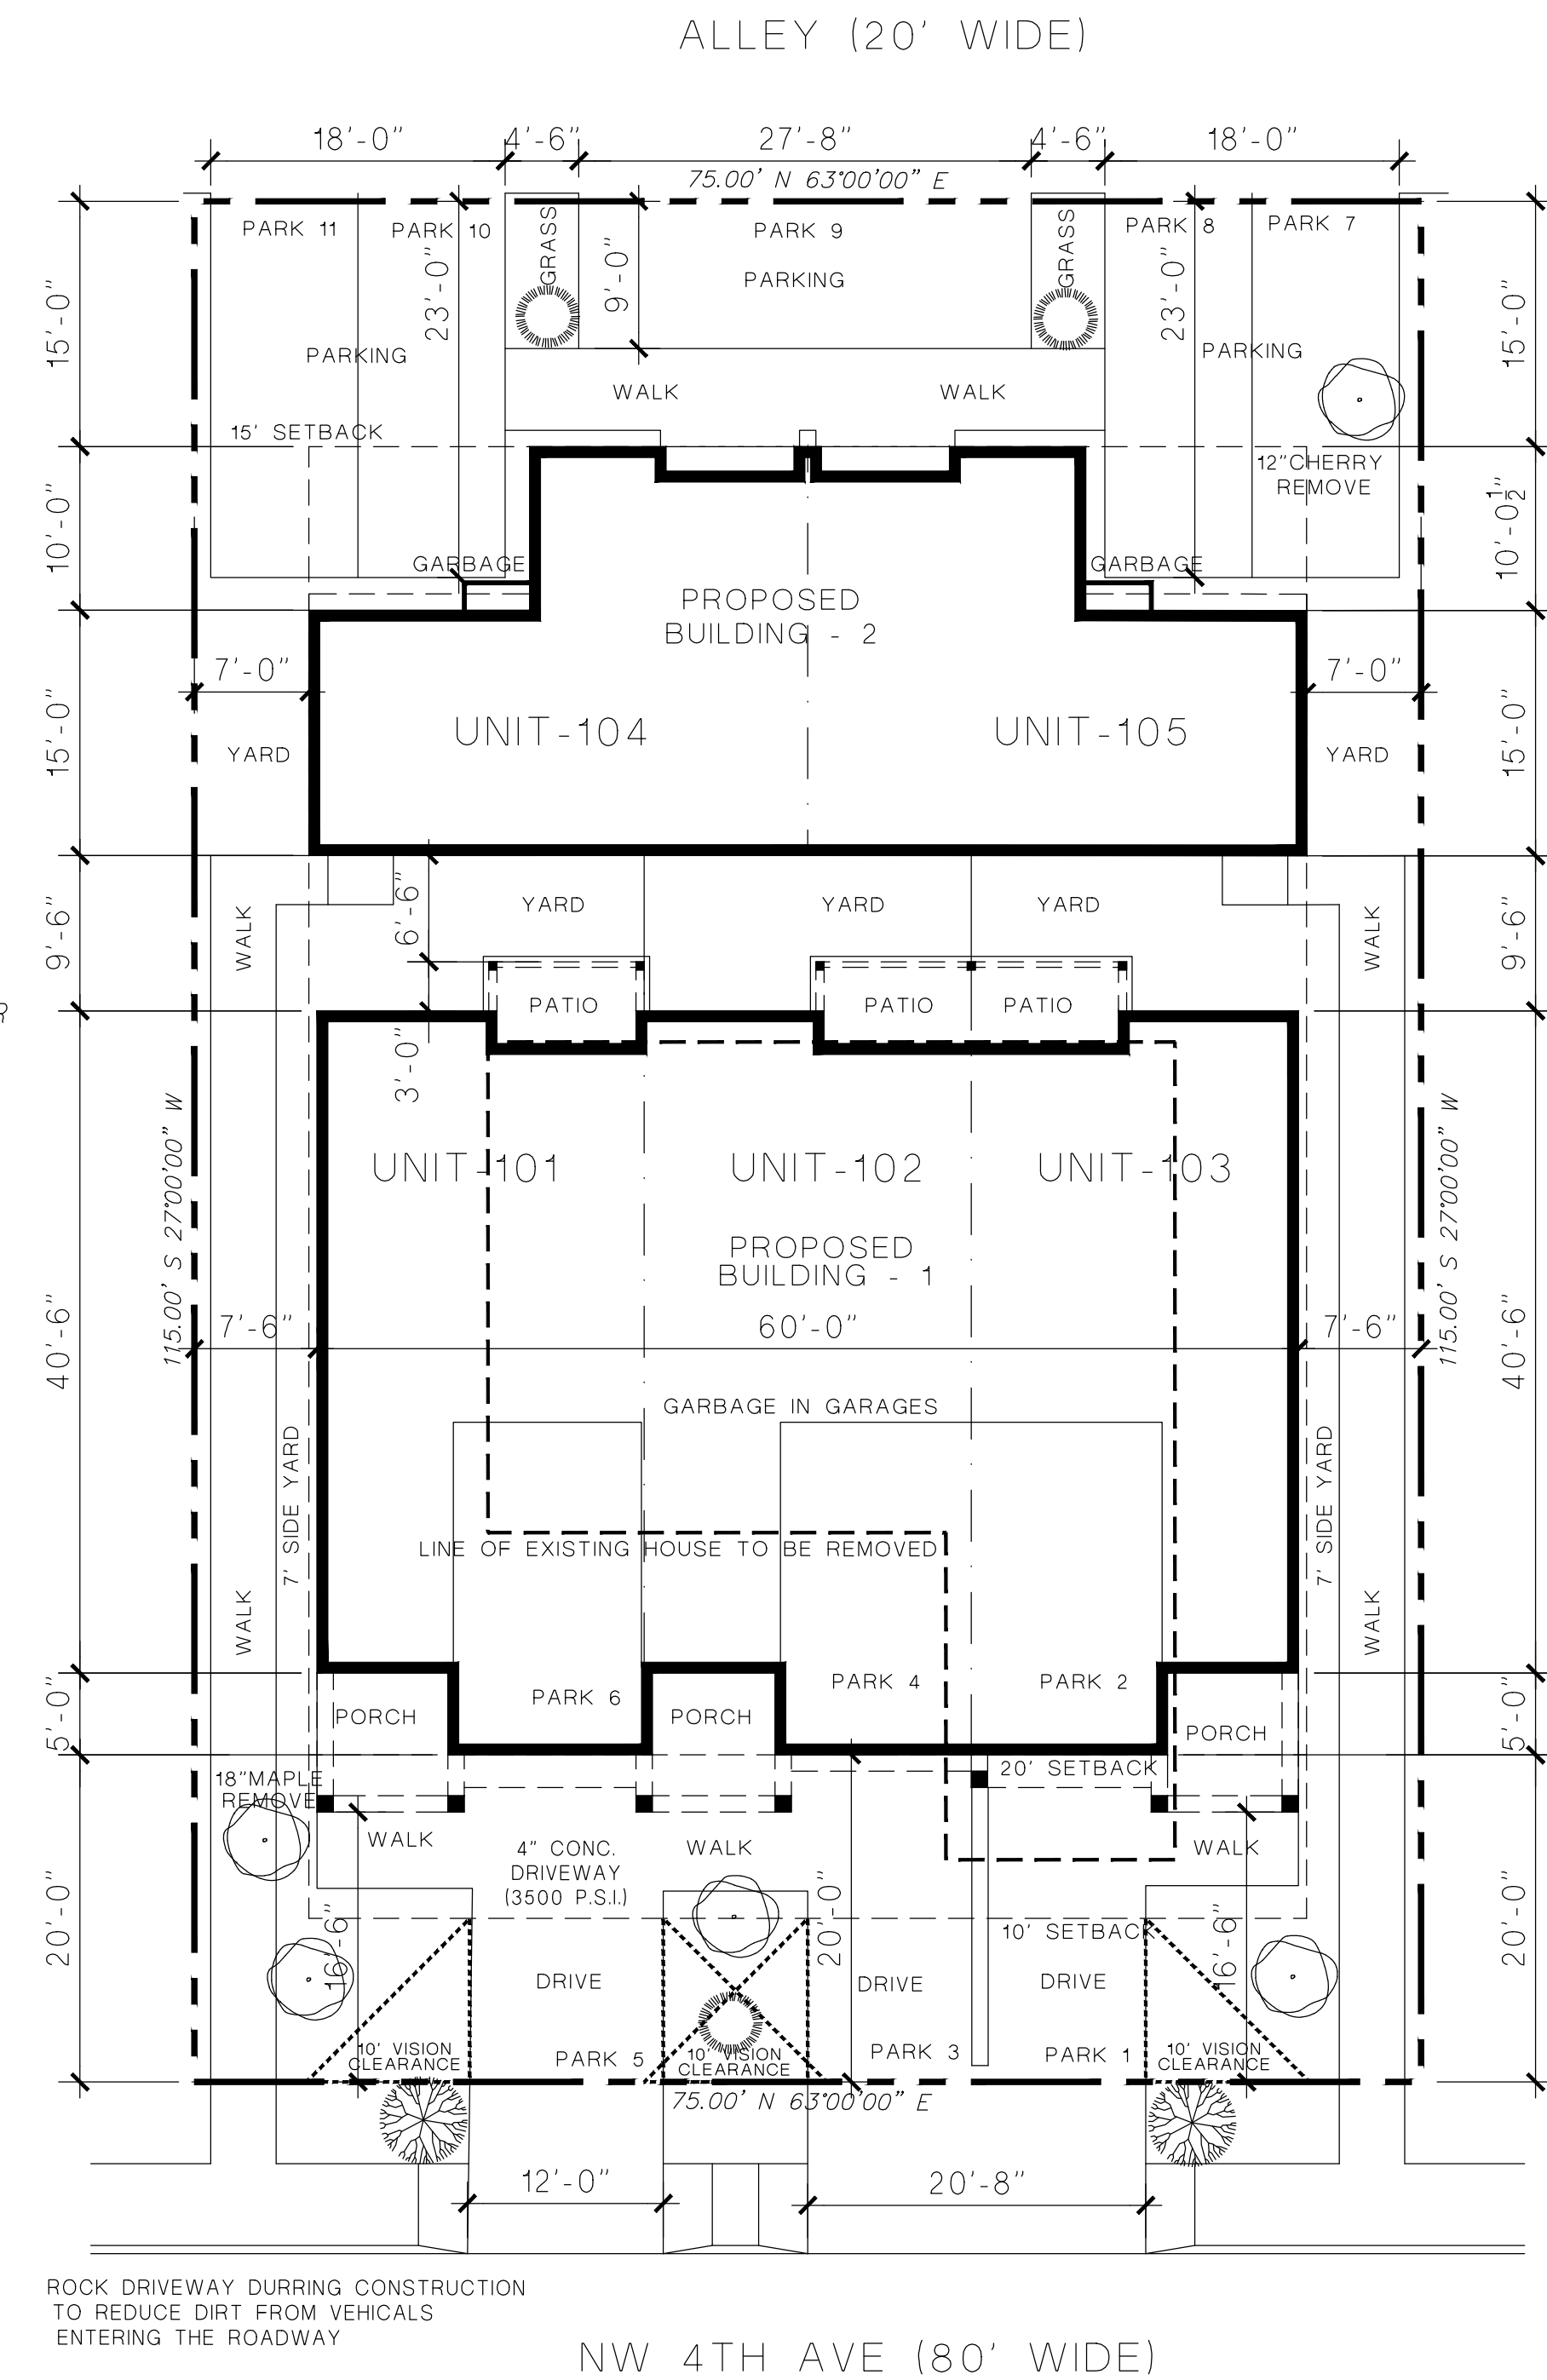 ALLEY (20' WIDE)
18'-0"
4'-6"
27'-8"
4'-6"
18'-0"
75.00' N 63°00'00" E
PARK 11
PARK 10
GRASS
PARK 9
GRASS
PARK 8
PARK 7
23'-0"
9'-0"
PARKING
23'-0"
15'-0"
PARKING
PARKING
15'-0"
WALK
WALK
15' SETBACK
12"CHERRY
REMOVE
10'-0"
10'-0 1/2"
GARBAGE
GARBAGE
PROPOSED
BUILDING - 2
7'-0"
7'-0"
15'-0"
UNIT-104
UNIT-105
15'-0"
YARD
YARD
9'-6"
WALK
6'-6"
YARD
YARD
YARD
WALK
9'-6"
PATIO
PATIO
PATIO
R
3'-0"
115.00' S 27°00'00" W
UNIT-101
UNIT-102
UNIT-103
115.00' S 27°00'00" W
PROPOSED
BUILDING - 1
40'-6"
7'-6"
60'-0"
7'-6"
40'-6"
GARBAGE IN GARAGES
7' SIDE YARD
7' SIDE YARD
LINE OF EXISTING HOUSE TO BE REMOVED
WALK
WALK
PARK 6
PARK 4
PARK 2
5'-0"
PORCH
PORCH
PORCH
5'-0"
18"MAPLE
REMOVE
20' SETBACK
WALK
4" CONC.
DRIVEWAY
(3500 P.S.I.)
WALK
WALK
20'-0"
16'-6"
20'-0"
10' SETBACK
16'-6"
20'-0"
DRIVE
DRIVE
DRIVE
10' VISION
CLEARANCE
PARK 5
10' VISION
CLEARANCE
PARK 3
PARK 1
10' VISION
CLEARANCE
75.00' N 63°00'00" E
12'-0"
20'-8"
ROCK DRIVEWAY DURRING CONSTRUCTION
TO REDUCE DIRT FROM VEHICALS
ENTERING THE ROADWAY
NW 4TH AVE (80' WIDE)